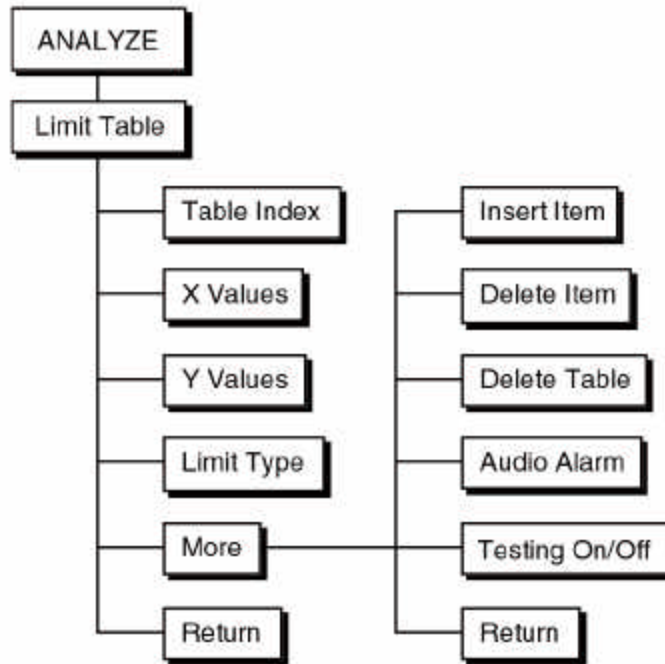 ANALYZE
Limit Table
Table Index
X Values
Y Values
Limit Type
More
Return
Insert Item
Delete Item
Delete Table
Audio Alarm
Testing On/Off
Return